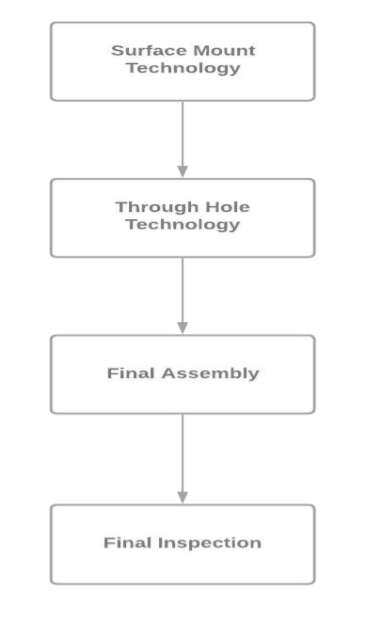 Surface Mount
Technology
Through Hole
Technology
Final Assembly
Final Inspection